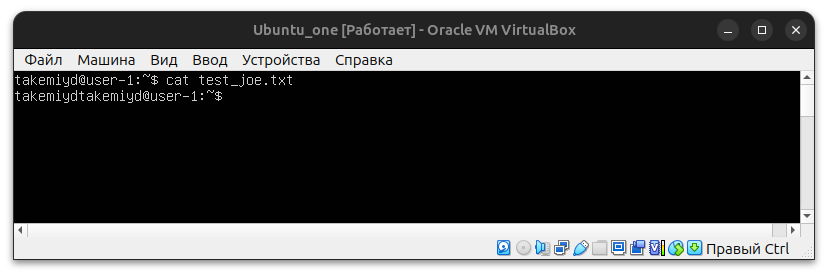 Ubuntu_one [Работает] - Oracle VM VirtualBox
Файл Машина Вид Ввод Устройства Справка
takemiyd@user-1:~$ cat test_joe.txt
takemiydtakemiyd@user-1:~$
Правый Ctrl